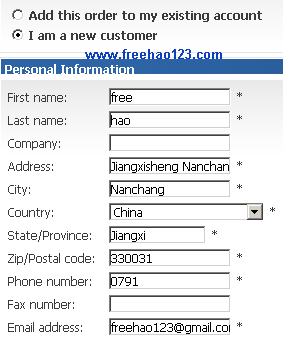 Add this order to my existing account
I am a new customer
www.freehao123.com
Personal Information
First name: free *
Last name: hao *
Company:
Address: Jiangxisheng Nanchan *
City: Nanchang *
Country: China *
State/Province: Jiangxi *
Zip/Postal code: 330031 *
Phone number: 0791 *
Fax number:
Email address: freehao123@gmail.co *